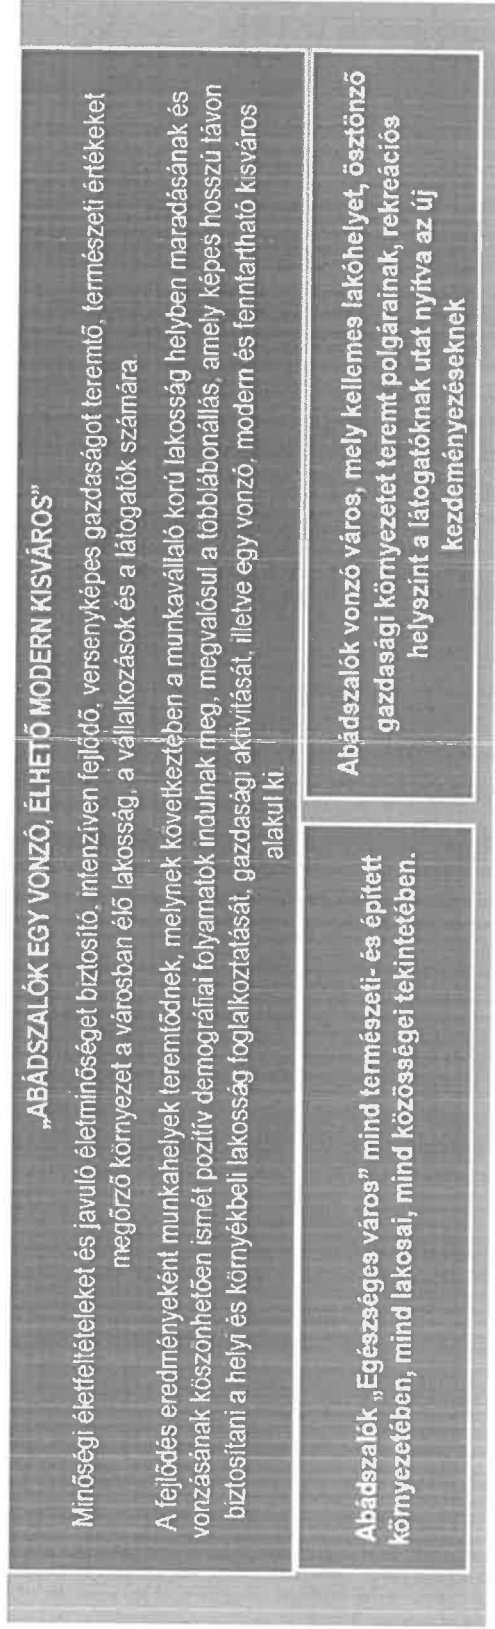 „ABÁDSZALÓK EGY VONZÓ, ÉLHETŐ MODERN KISVÁROS”
Minőségi életfeltételeket és javuló életminőséget biztosító, intenzíven fejlődő, versenyképes gazdaságot teremtő, természeti értékeket
megőrző környezet a városban élő lakosság, a vállalkozások és a látogatók számára.
A fejlődés eredményeként munkahelyek teremtődnek, melynek következtében a munkavállaló korú lakosság helyben maradásának és
vonzásának köszönhetően ismét pozitív demográfiai folyamatok indulnak meg, megvalósul a többlábonállás, amely képes hosszú távon
biztosítani a helyi és környékbeli lakosság foglalkoztatását, gazdasági aktivitását, illetve egy vonzó, modern és fenntartható kisváros
alakul ki.
Abádszalók „Egészséges város” mind természeti- és épített
környezetében, mind lakosai, mind közösségei tekintetében.
Abádszalók vonzó város, mely kellemes lakóhelyet, ösztönző
gazdasági környezetet teremt polgárainak, rekreációs
helyszínt a látogatóknak utat nyitva az új
kezdeményezéseknek